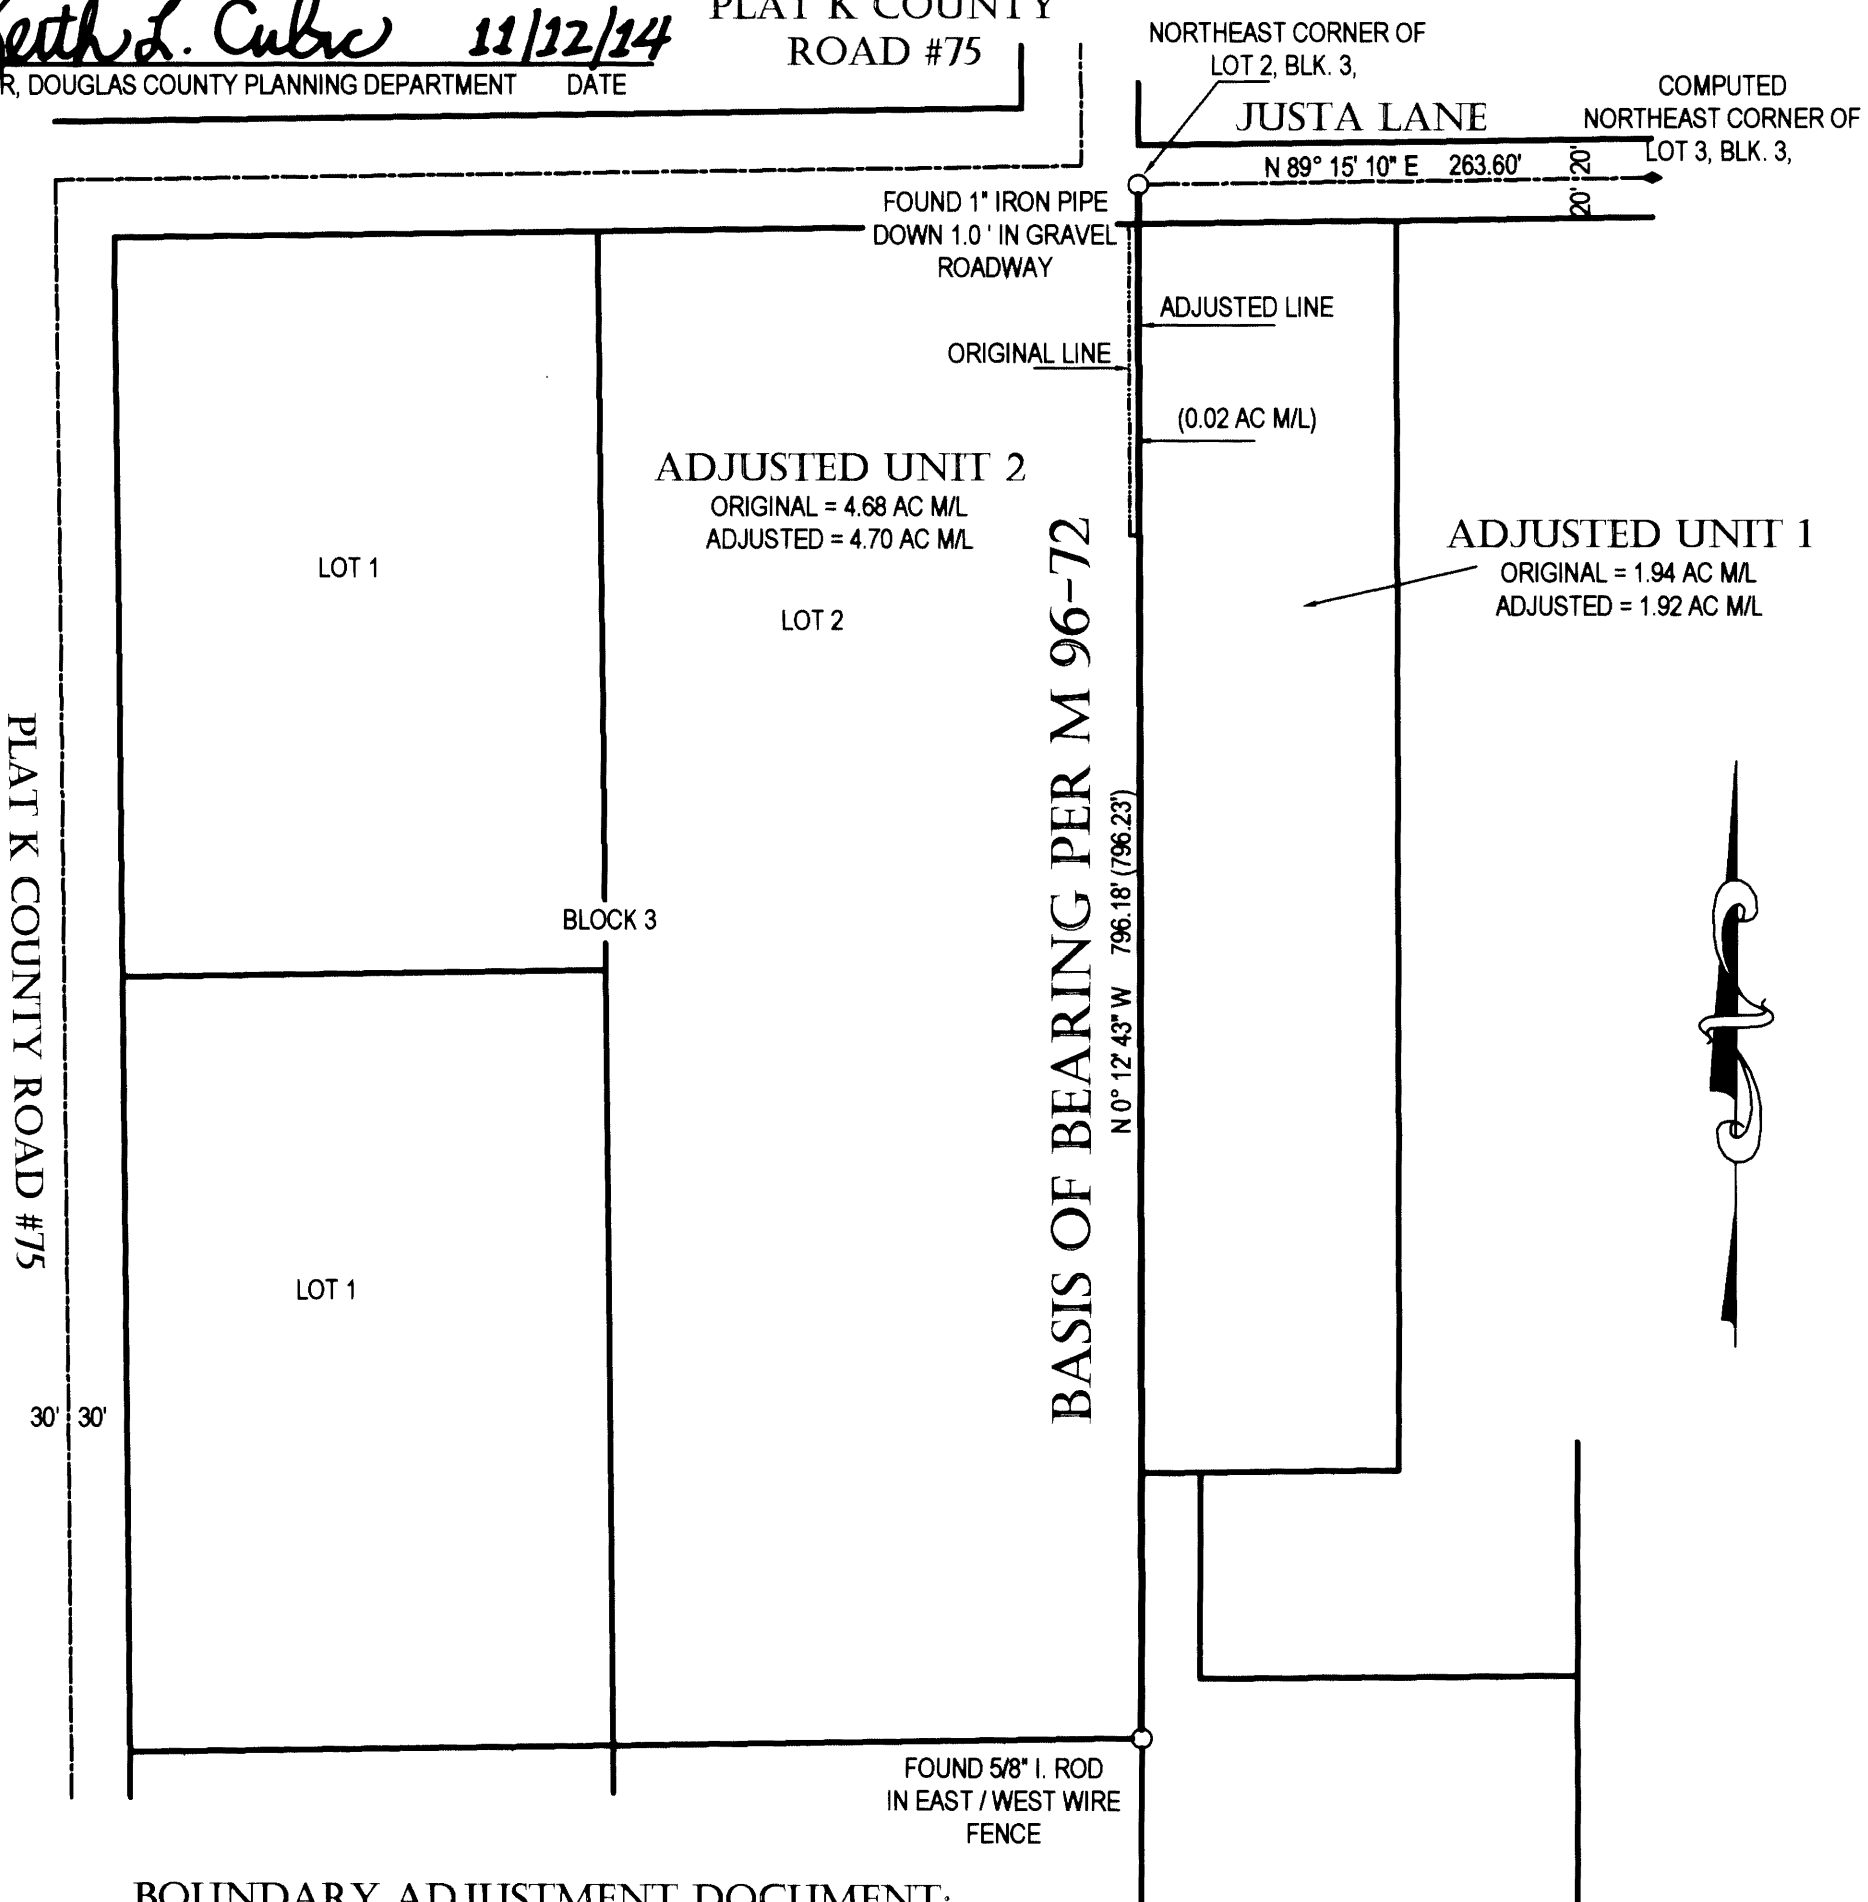 Keith L. Cubic 11/12/14
R, DOUGLAS COUNTY PLANNING DEPARTMENT DATE
PLAT K COUNTY
ROAD #75
NORTHEAST CORNER OF
LOT 2, BLK. 3,
JUSTA LANE
COMPUTED
NORTHEAST CORNER OF
LOT 3, BLK. 3,
N 89° 15' 10" E 263.60'
20' 20'
FOUND 1" IRON PIPE
DOWN 1.0 ' IN GRAVEL
ROADWAY
ADJUSTED LINE
ORIGINAL LINE
(0.02 AC M/L)
ADJUSTED UNIT 2
ORIGINAL = 4.68 AC M/L
ADJUSTED = 4.70 AC M/L
ADJUSTED UNIT 1
ORIGINAL = 1.94 AC M/L
ADJUSTED = 1.92 AC M/L
LOT 1
LOT 2
BASIS OF BEARING PER M 96-72
N 0° 12' 43" W 796.18' (796.23')
PLAT K COUNTY ROAD #75
BLOCK 3
LOT 1
30' 30'
FOUND 5/8" I. ROD
IN EAST / WEST WIRE
FENCE
BOUNDARY ADJUSTMENT DOCUMENT: